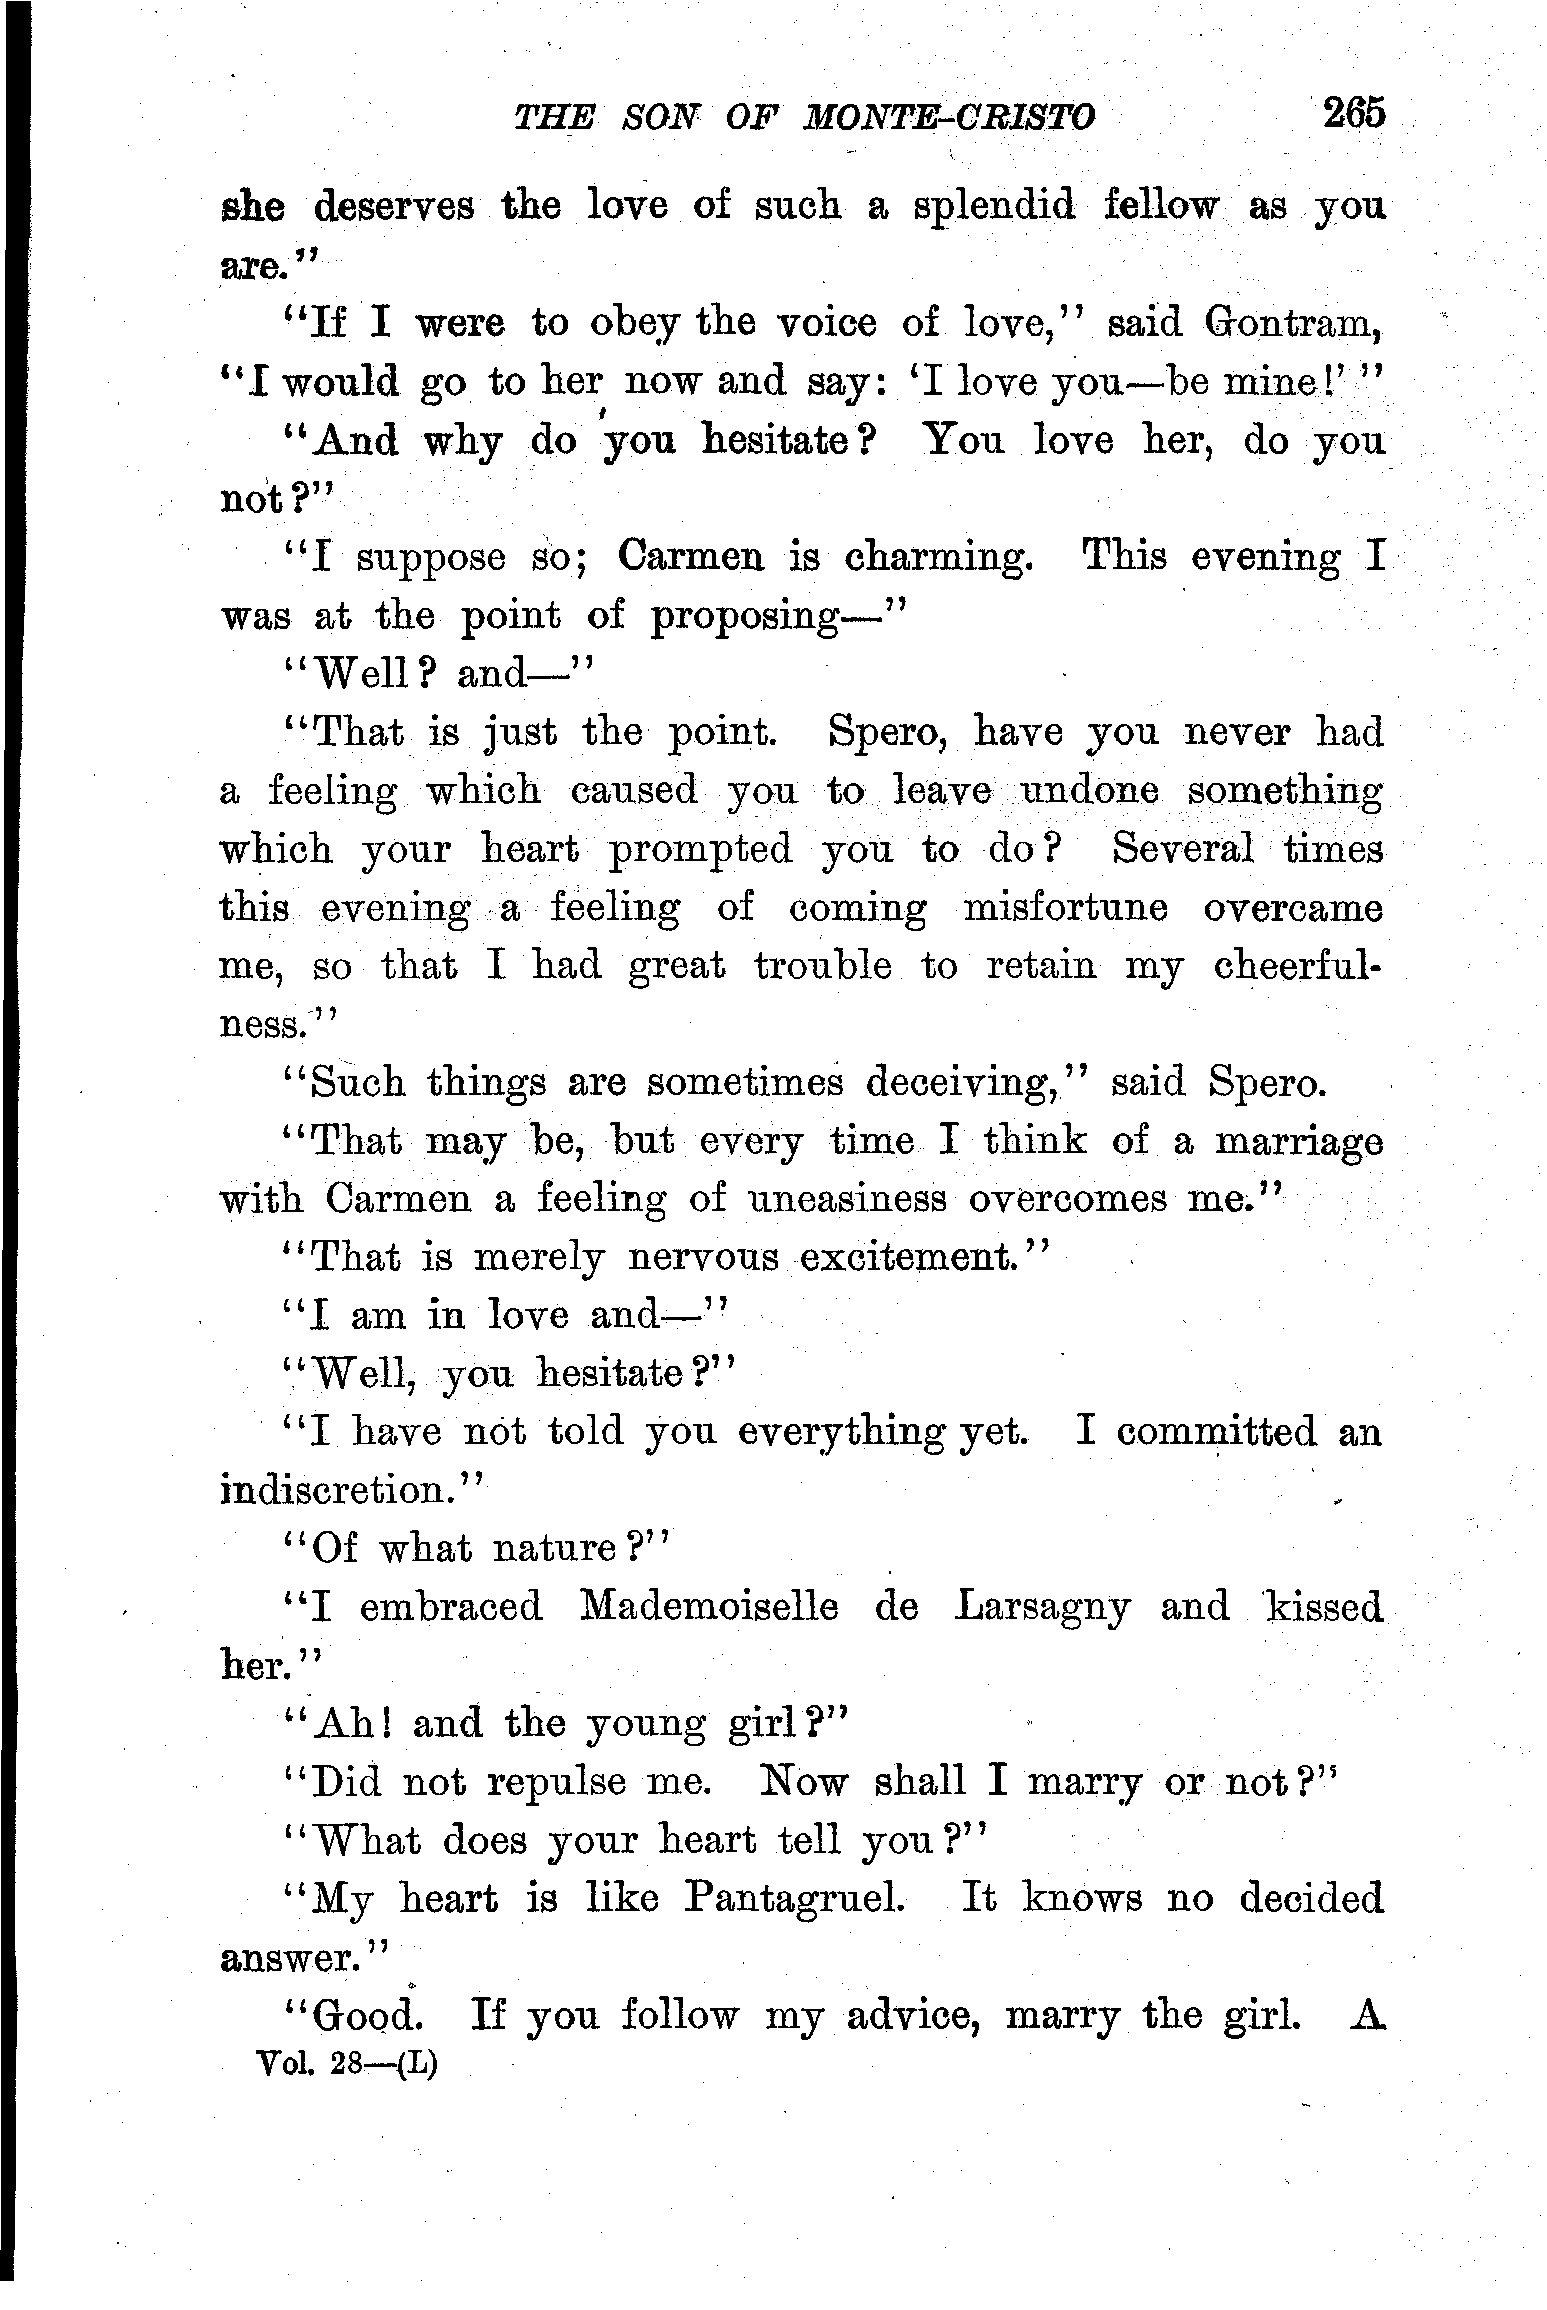 THE SON OF MONTE-CRISTO 265
she deserves the love of such a splendid fellow as you
are."
"If I were to obey the voice of love," said Gontram,
"I would go to her now and say: 'I love you—be mine!' "
"And why do you hesitate? You love her, do you
not?"
"I suppose so; Carmen is charming. This evening I
was at the point of proposing—"
"Well? and—"
"That is just the point. Spero, have you never had
a feeling which caused you to leave undone something
which your heart prompted you to do? Several times
this evening a feeling of coming misfortune overcame
me, so that I had great trouble to retain my cheerful-
ness."
"Such things are sometimes deceiving," said Spero.
"That may be, but every time I think of a marriage
with Carmen a feeling of uneasiness overcomes me."
"That is merely nervous excitement."
"I am in love and—"
"Well, you hesitate?"
"I have not told you everything yet. I committed an
indiscretion."
"Of what nature?"
"I embraced Mademoiselle de Larsagny and kissed
her."
"Ah! and the young girl?"
"Did not repulse me. Now shall I marry or not?"
"What does your heart tell you?"
"My heart is like Pantagruel. It knows no decided
answer."
"Good. If you follow my advice, marry the girl. A
Vol. 28—(L)